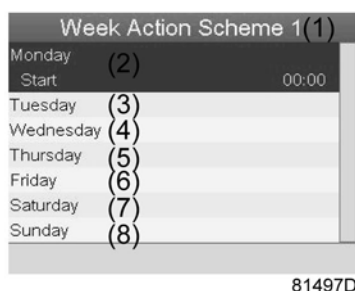 Week Action Scheme 1(1)
Monday (2)
Start 00:00
Tuesday (3)
Wednesday (4)
Thursday (5)
Friday (6)
Saturday (7)
Sunday (8)
81497D